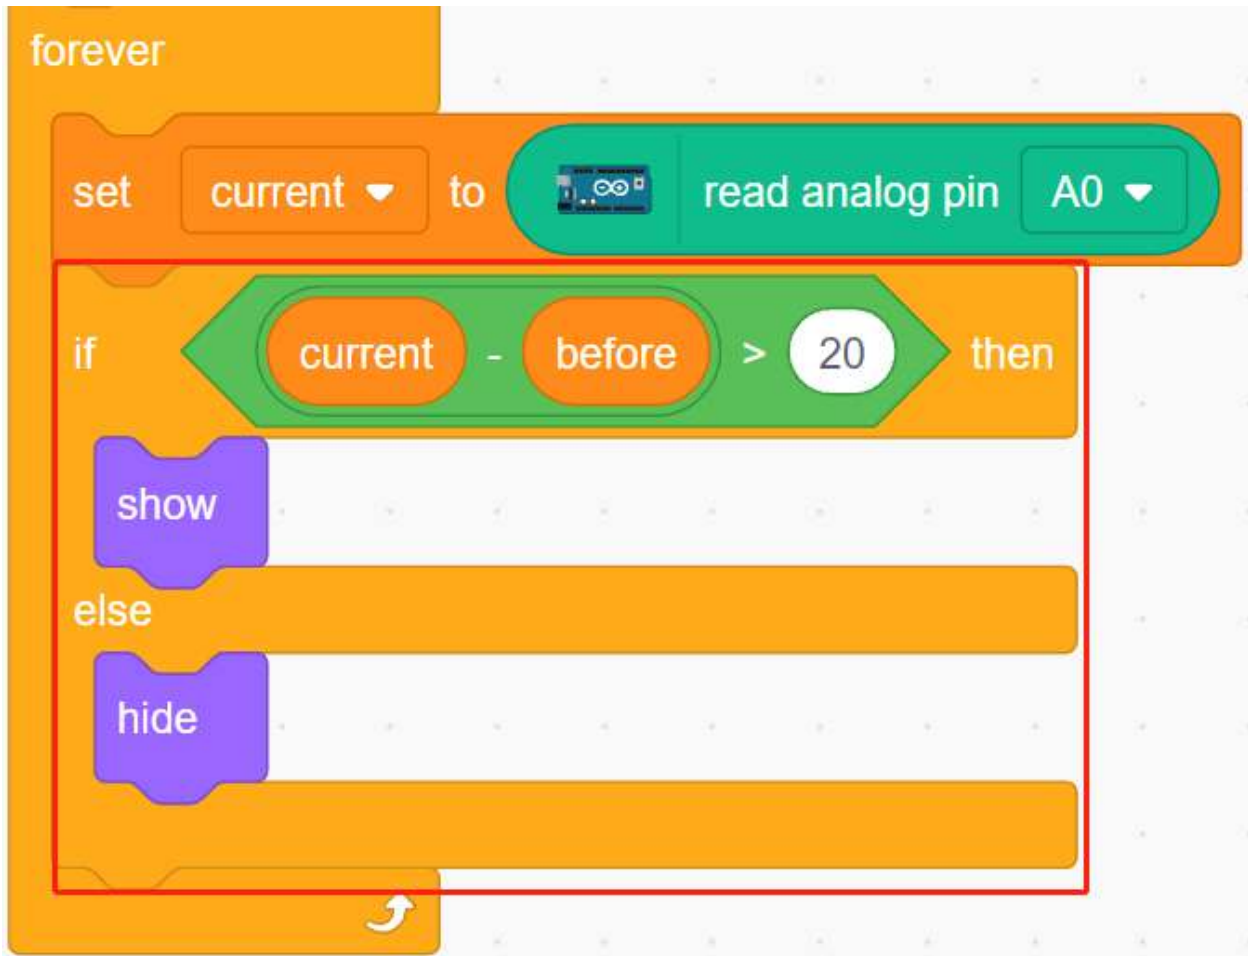 forever
set current to read analog pin A0
if current - before > 20 then
show
else
hide